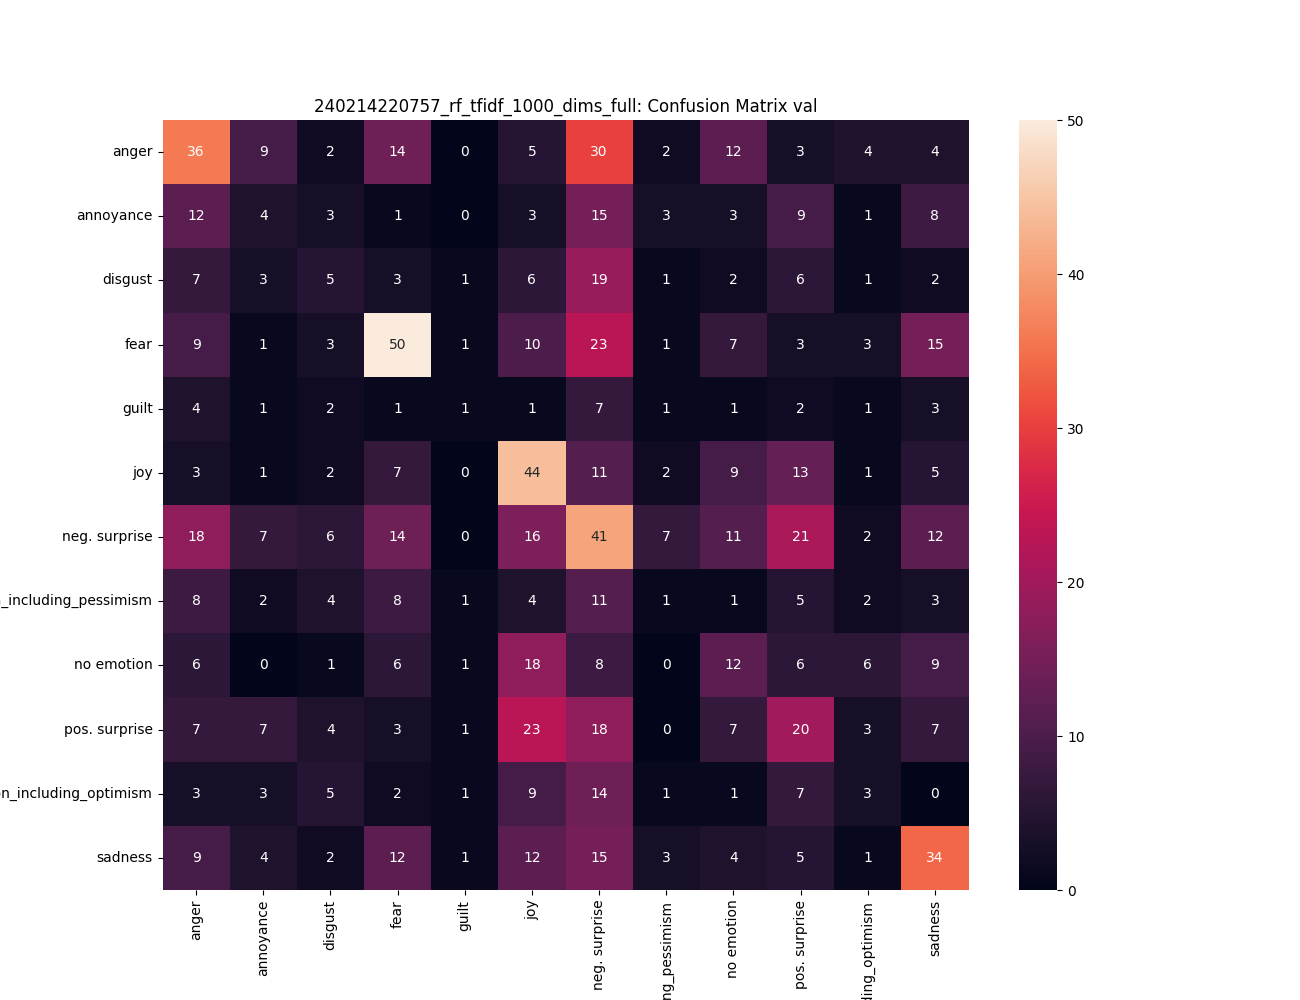 240214220757_rf_tfidf_1000_dims_full: Confusion Matrix val
anger 36 9 2 14 0 5 30 2 12 3 4 4
annoyance 12 4 3 1 0 3 15 3 3 9 1 8
disgust 7 3 5 3 1 6 19 1 2 6 1 2
fear 9 1 3 50 1 10 23 1 7 3 3 15
guilt 4 1 2 1 1 1 7 1 1 2 1 3
joy 3 1 2 7 0 44 11 2 9 13 1 5
neg. surprise 18 7 6 14 0 16 41 7 11 21 2 12
_including_pessimism 8 2 4 8 1 4 11 1 1 5 2 3
no emotion 6 0 1 6 1 18 8 0 12 6 6 9
pos. surprise 7 7 4 3 1 23 18 0 7 20 3 7
on_including_optimism 3 3 5 2 1 9 14 1 1 7 3 0
sadness 9 4 2 12 1 12 15 3 4 5 1 34
anger
annoyance
disgust
fear
guilt
joy
neg. surprise
ng_pessimism
no emotion
pos. surprise
ding_optimism
sadness
50
40
30
20
10
0